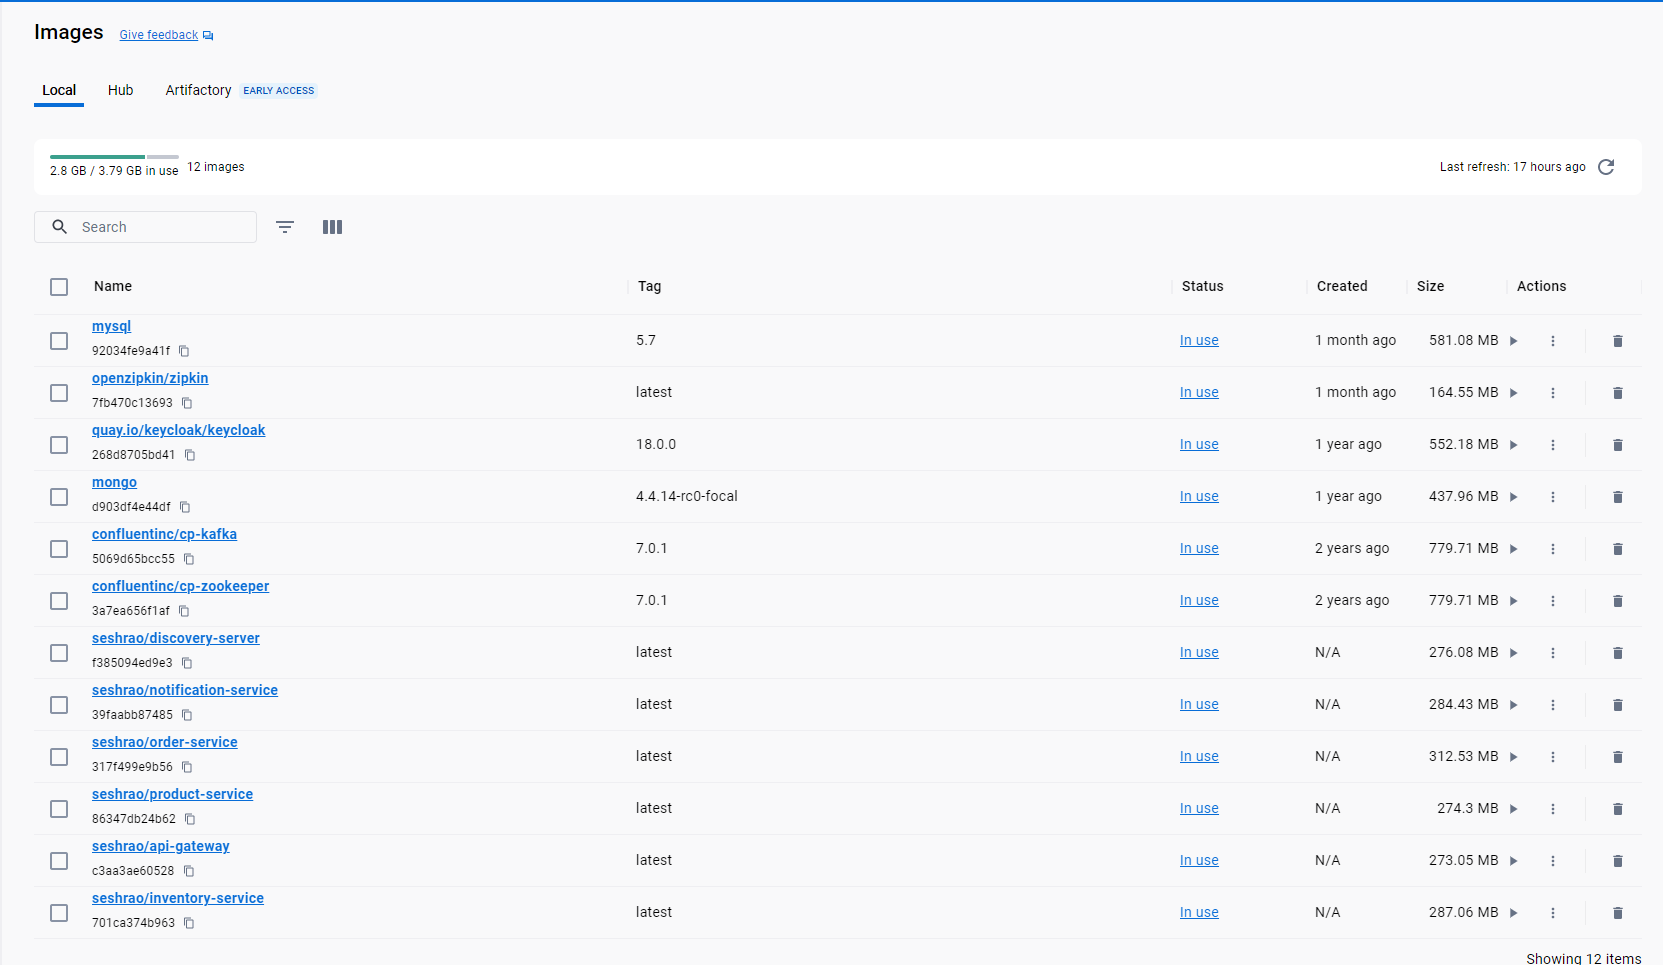 Images Give feedback
Local Hub Artifactory EARLY ACCESS
2.8 GB / 3.79 GB in use 12 images Last refresh: 17 hours ago
Search
Name Tag Status Created Size Actions
mysql
92034fe9a41f 5.7 In use 1 month ago 581.08 MB
openzipkin/zipkin
7fb470c13693 latest In use 1 month ago 164.55 MB
quay.io/keycloak/keycloak
268d8705bd41 18.0.0 In use 1 year ago 552.18 MB
mongo
d903df4e44df 4.4.14-rc0-focal In use 1 year ago 437.96 MB
confluentinc/cp-kafka
5069d65bcc55 7.0.1 In use 2 years ago 779.71 MB
confluentinc/cp-zookeeper
3a7ea656f1af 7.0.1 In use 2 years ago 779.71 MB
seshrao/discovery-server
f385094ed9e3 latest In use N/A 276.08 MB
seshrao/notification-service
39faabb87485 latest In use N/A 284.43 MB
seshrao/order-service
317f499e9b56 latest In use N/A 312.53 MB
seshrao/product-service
86347db24b62 latest In use N/A 274.3 MB
seshrao/api-gateway
c3aa3ae60528 latest In use N/A 273.05 MB
seshrao/inventory-service
701ca374b963 latest In use N/A 287.06 MB
Showing 12 items